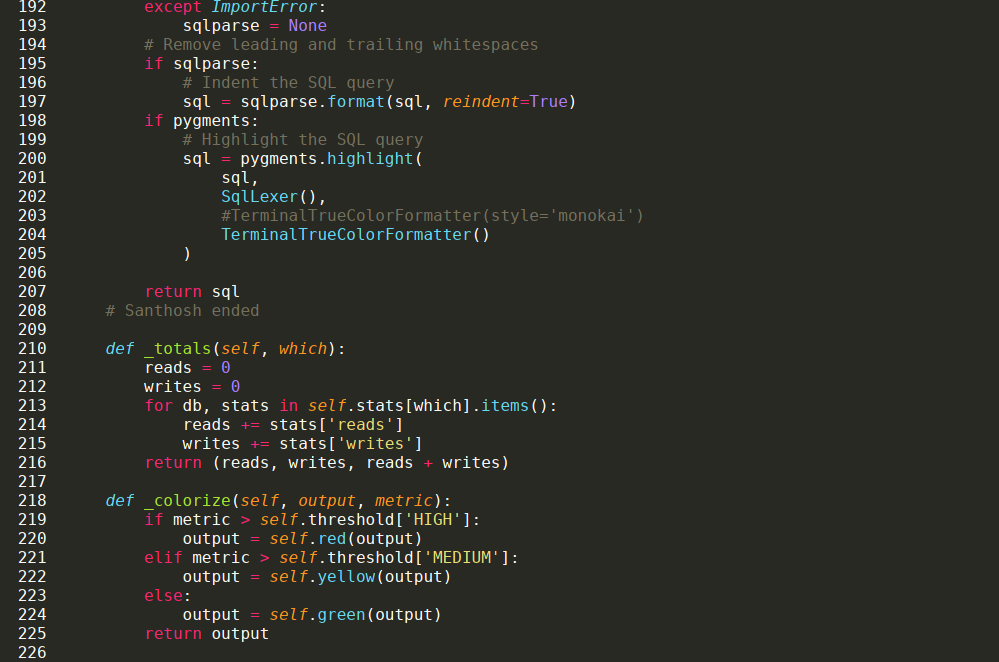 192 except ImportError:
193 sqlparse = None
194 # Remove leading and trailing whitespaces
195 if sqlparse:
196 # Indent the SQL query
197 sql = sqlparse.format(sql, reindent=True)
198 if pygments:
199 # Highlight the SQL query
200 sql = pygments.highlight(
201 sql,
202 SqlLexer(),
203 #TerminalTrueColorFormatter(style='monokai')
204 TerminalTrueColorFormatter()
205 )
206
207 return sql
208 # Santhosh ended
209
210 def _totals(self, which):
211 reads = 0
212 writes = 0
213 for db, stats in self.stats[which].items():
214 reads += stats['reads']
215 writes += stats['writes']
216 return (reads, writes, reads + writes)
217
218 def _colorize(self, output, metric):
219 if metric > self.threshold['HIGH']:
220 output = self.red(output)
221 elif metric > self.threshold['MEDIUM']:
222 output = self.yellow(output)
223 else:
224 output = self.green(output)
225 return output
226